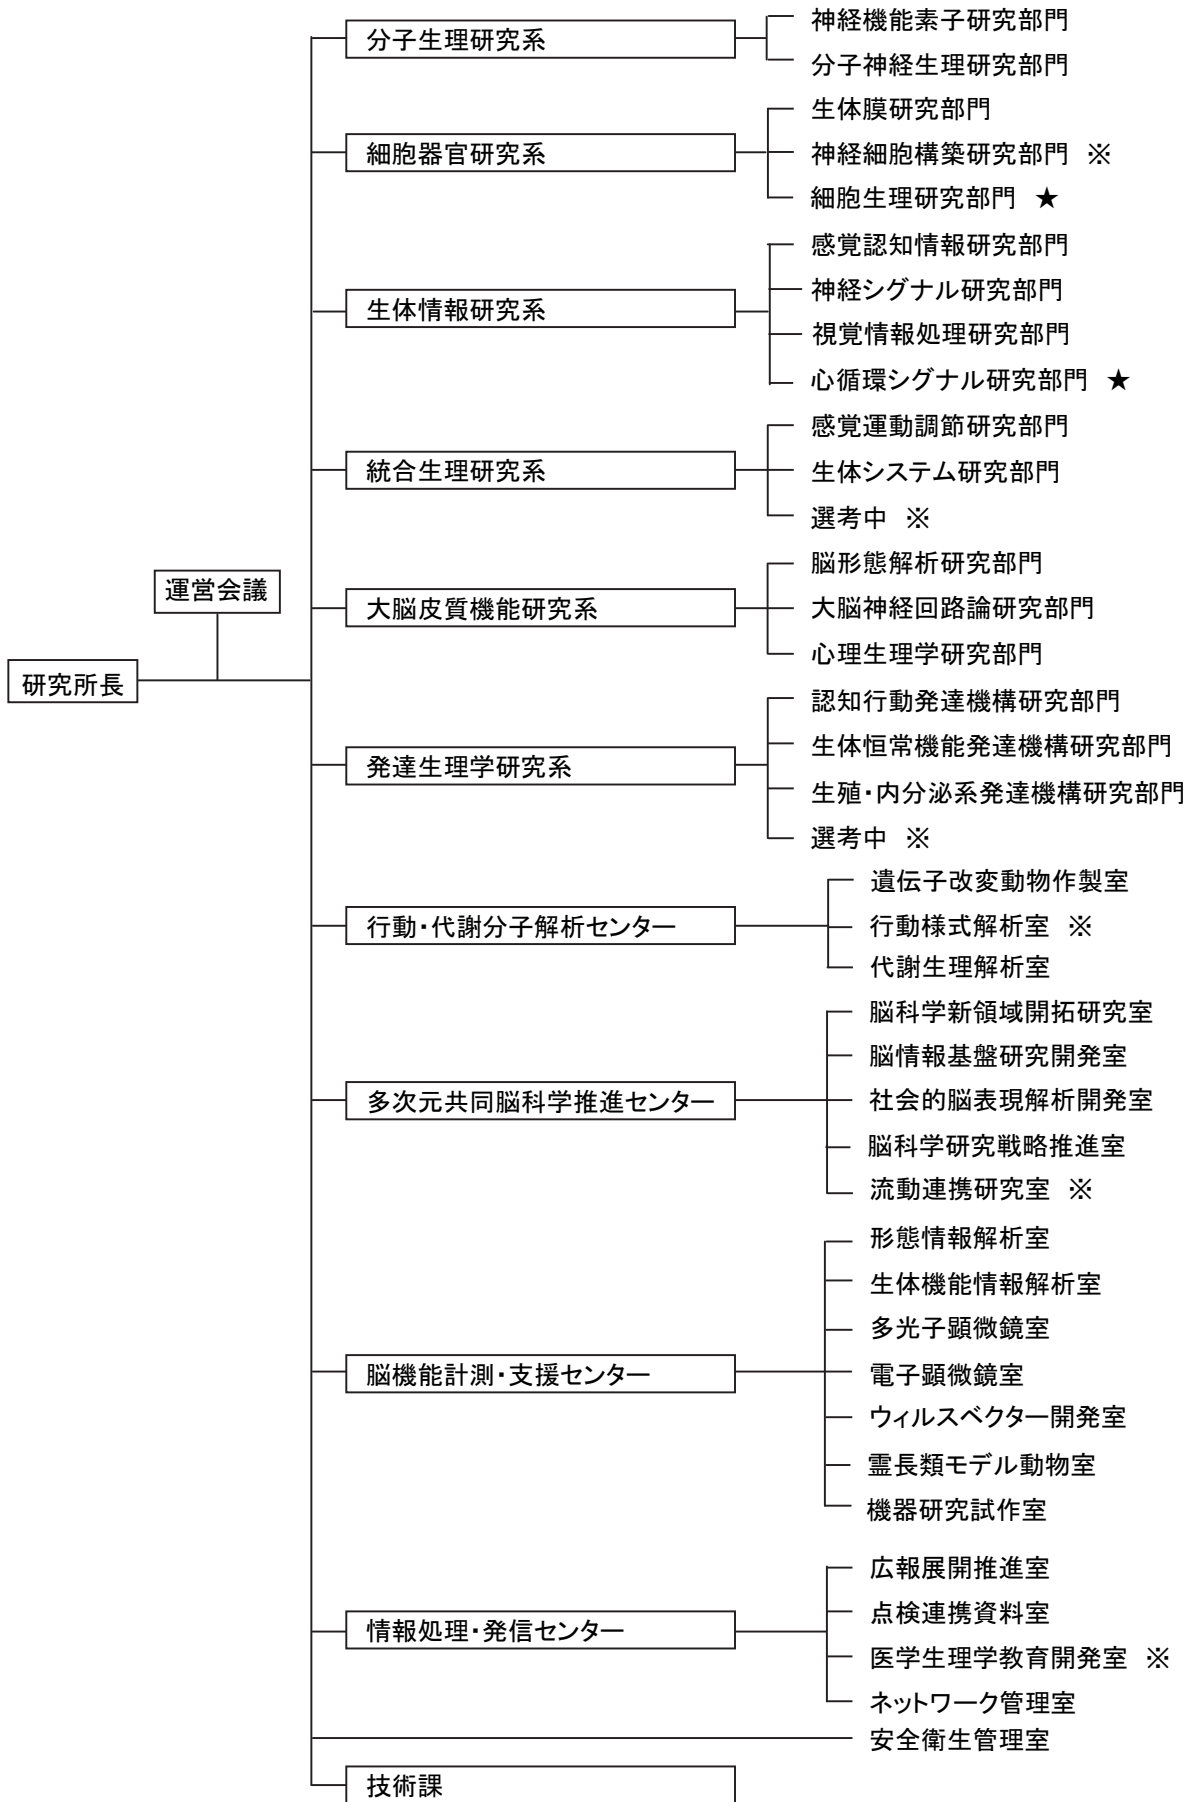 運営会議
研究所長
分子生理研究系
神経機能素子研究部門
分子神経生理研究部門
細胞器官研究系
生体膜研究部門
神経細胞構築研究部門 ※
細胞生理研究部門 ★
生体情報研究系
感覚認知情報研究部門
神経シグナル研究部門
視覚情報処理研究部門
心循環シグナル研究部門 ★
統合生理研究系
感覚運動調節研究部門
生体システム研究部門
選考中 ※
大脳皮質機能研究系
脳形態解析研究部門
大脳神経回路論研究部門
心理生理学研究部門
発達生理学研究系
認知行動発達機構研究部門
生体恒常機能発達機構研究部門
生殖・内分泌系発達機構研究部門
選考中 ※
行動・代謝分子解析センター
遺伝子改変動物作製室
行動様式解析室 ※
代謝生理解析室
多次元共同脳科学推進センター
脳科学新領域開拓研究室
脳情報基盤研究開発室
社会的脳表現解析開発室
脳科学研究戦略推進室
流動連携研究室 ※
脳機能計測・支援センター
形態情報解析室
生体機能情報解析室
多光子顕微鏡室
電子顕微鏡室
ウィルスベクター開発室
霊長類モデル動物室
機器研究試作室
情報処理・発信センター
広報展開推進室
点検連携資料室
医学生理学教育開発室 ※
ネットワーク管理室
安全衛生管理室
技術課